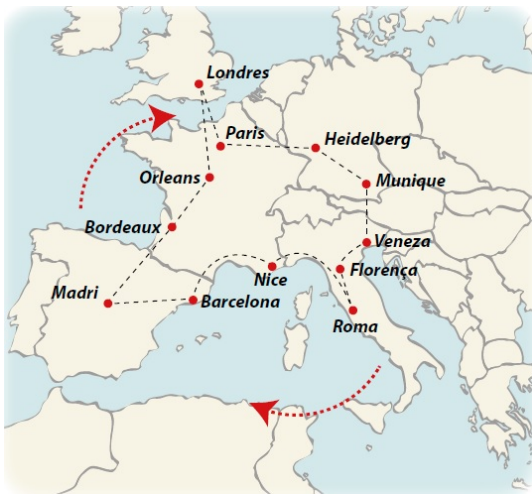 Londres
Paris
Heidelberg
Orleans
Munique
Bordeaux
Veneza
Florença
Nice
Madri
Barcelona
Roma